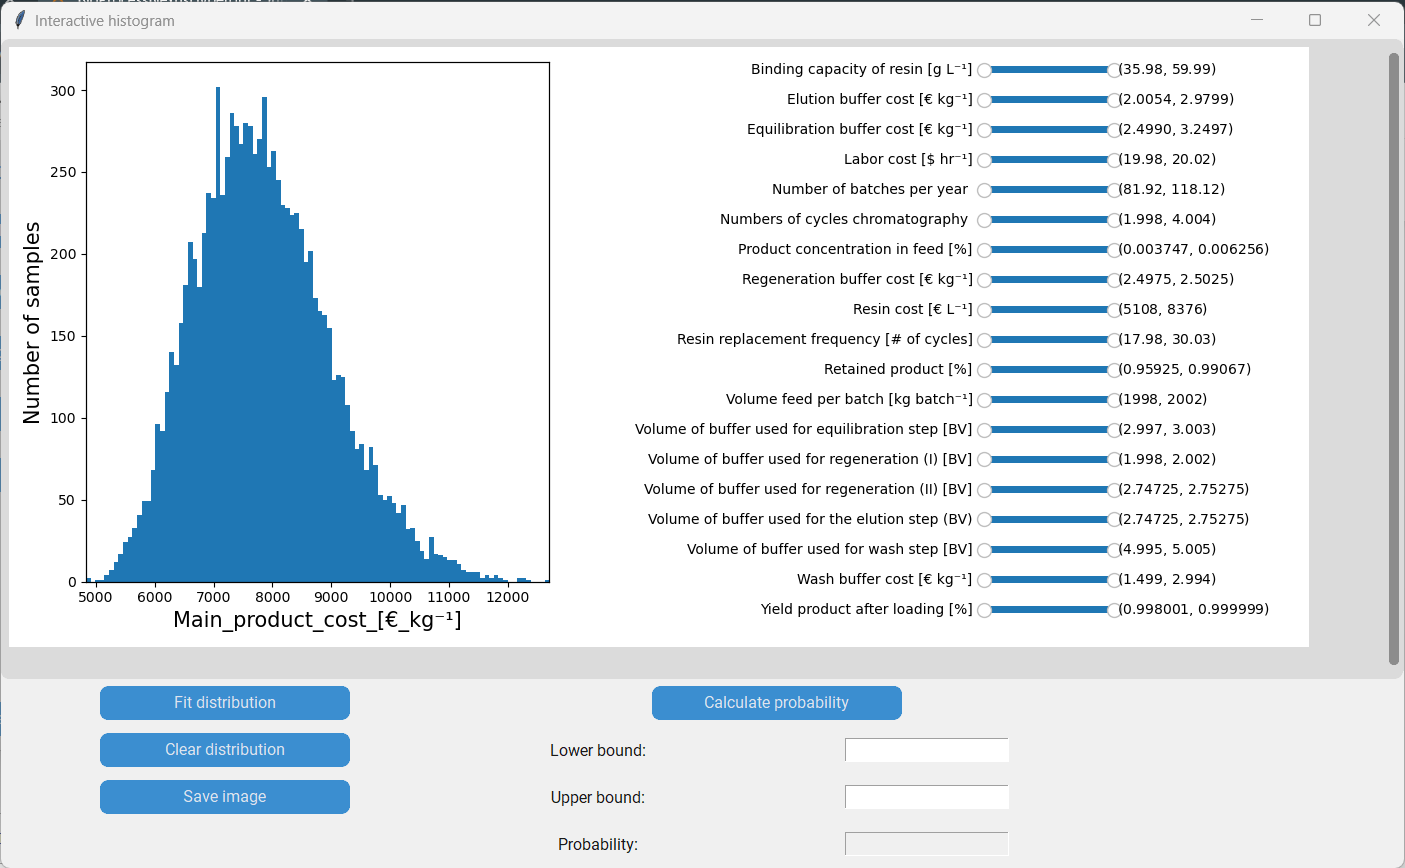 Interactive histogram
300
250
200
150
100
50
0
Number of samples
5000 6000 7000 8000 9000 10000 11000 12000
Main_product_cost_[€_kg⁻¹]
Binding capacity of resin [g L⁻¹] (35.98, 59.99)
Elution buffer cost [€ kg⁻¹] (2.0054, 2.9799)
Equilibration buffer cost [€ kg⁻¹] (2.4990, 3.2497)
Labor cost [$ hr⁻¹] (19.98, 20.02)
Number of batches per year (81.92, 118.12)
Numbers of cycles chromatography (1.998, 4.004)
Product concentration in feed [%] (0.003747, 0.006256)
Regeneration buffer cost [€ kg⁻¹] (2.4975, 2.5025)
Resin cost [€ L⁻¹] (5108, 8376)
Resin replacement frequency [# of cycles] (17.98, 30.03)
Retained product [%] (0.95925, 0.99067)
Volume feed per batch [kg batch⁻¹] (1998, 2002)
Volume of buffer used for equilibration step [BV] (2.997, 3.003)
Volume of buffer used for regeneration (I) [BV] (1.998, 2.002)
Volume of buffer used for regeneration (II) [BV] (2.74725, 2.75275)
Volume of buffer used for the elution step (BV) (2.74725, 2.75275)
Volume of buffer used for wash step [BV] (4.995, 5.005)
Wash buffer cost [€ kg⁻¹] (1.499, 2.994)
Yield product after loading [%] (0.998001, 0.999999)
Fit distribution
Clear distribution
Save image
Calculate probability
Lower bound:
Upper bound:
Probability: